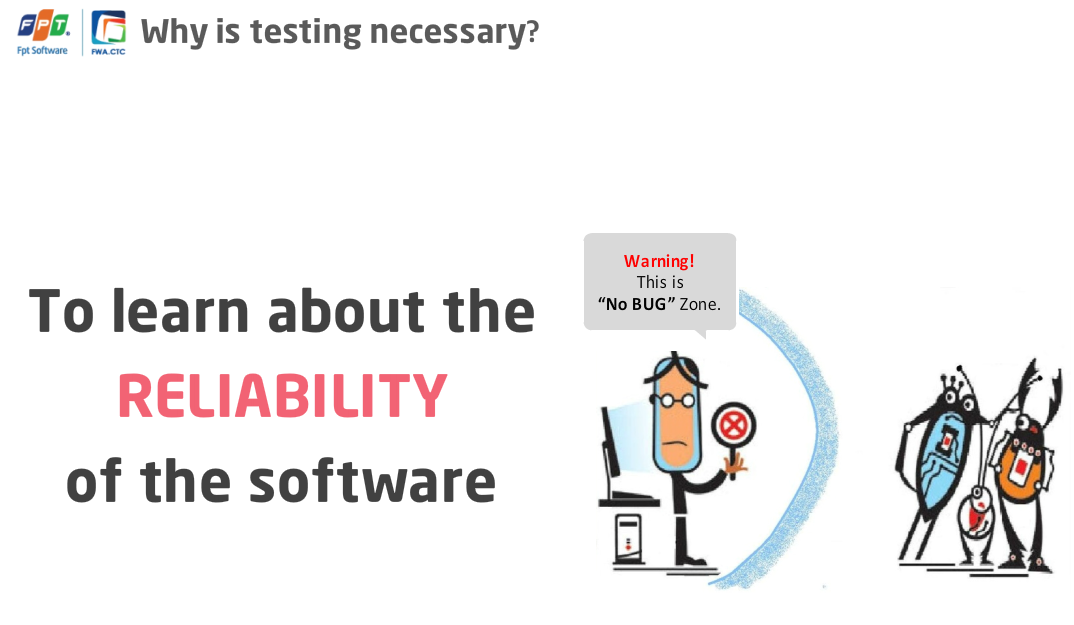 FPT
Fpt Software
FWA.CTC
Why is testing necessary?
Warning!
This is
“No BUG” Zone.
To learn about the
RELIABILITY
of the software